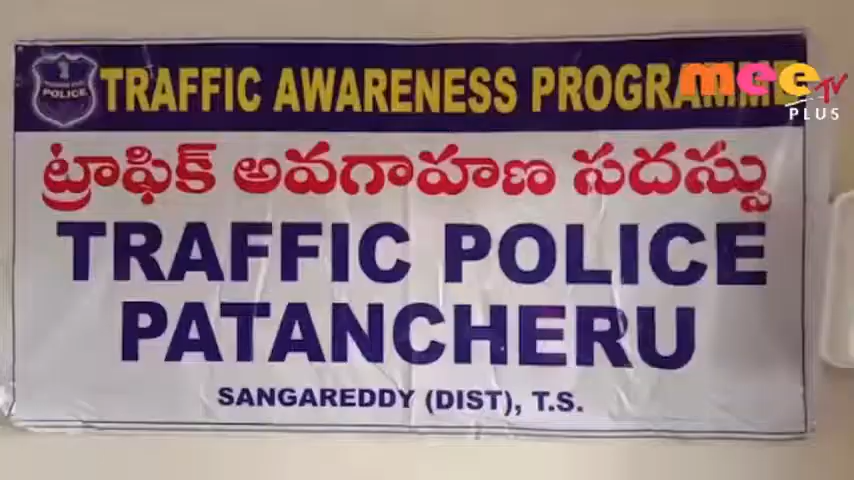 POLICE
TRAFFIC AWARENESS PROGRAMME
mee TV
PLUS
ట్రాఫిక్ అవగాహణ సదస్సు
TRAFFIC POLICE
PATANCHERU
SANGAREDDY (DIST), T.S.